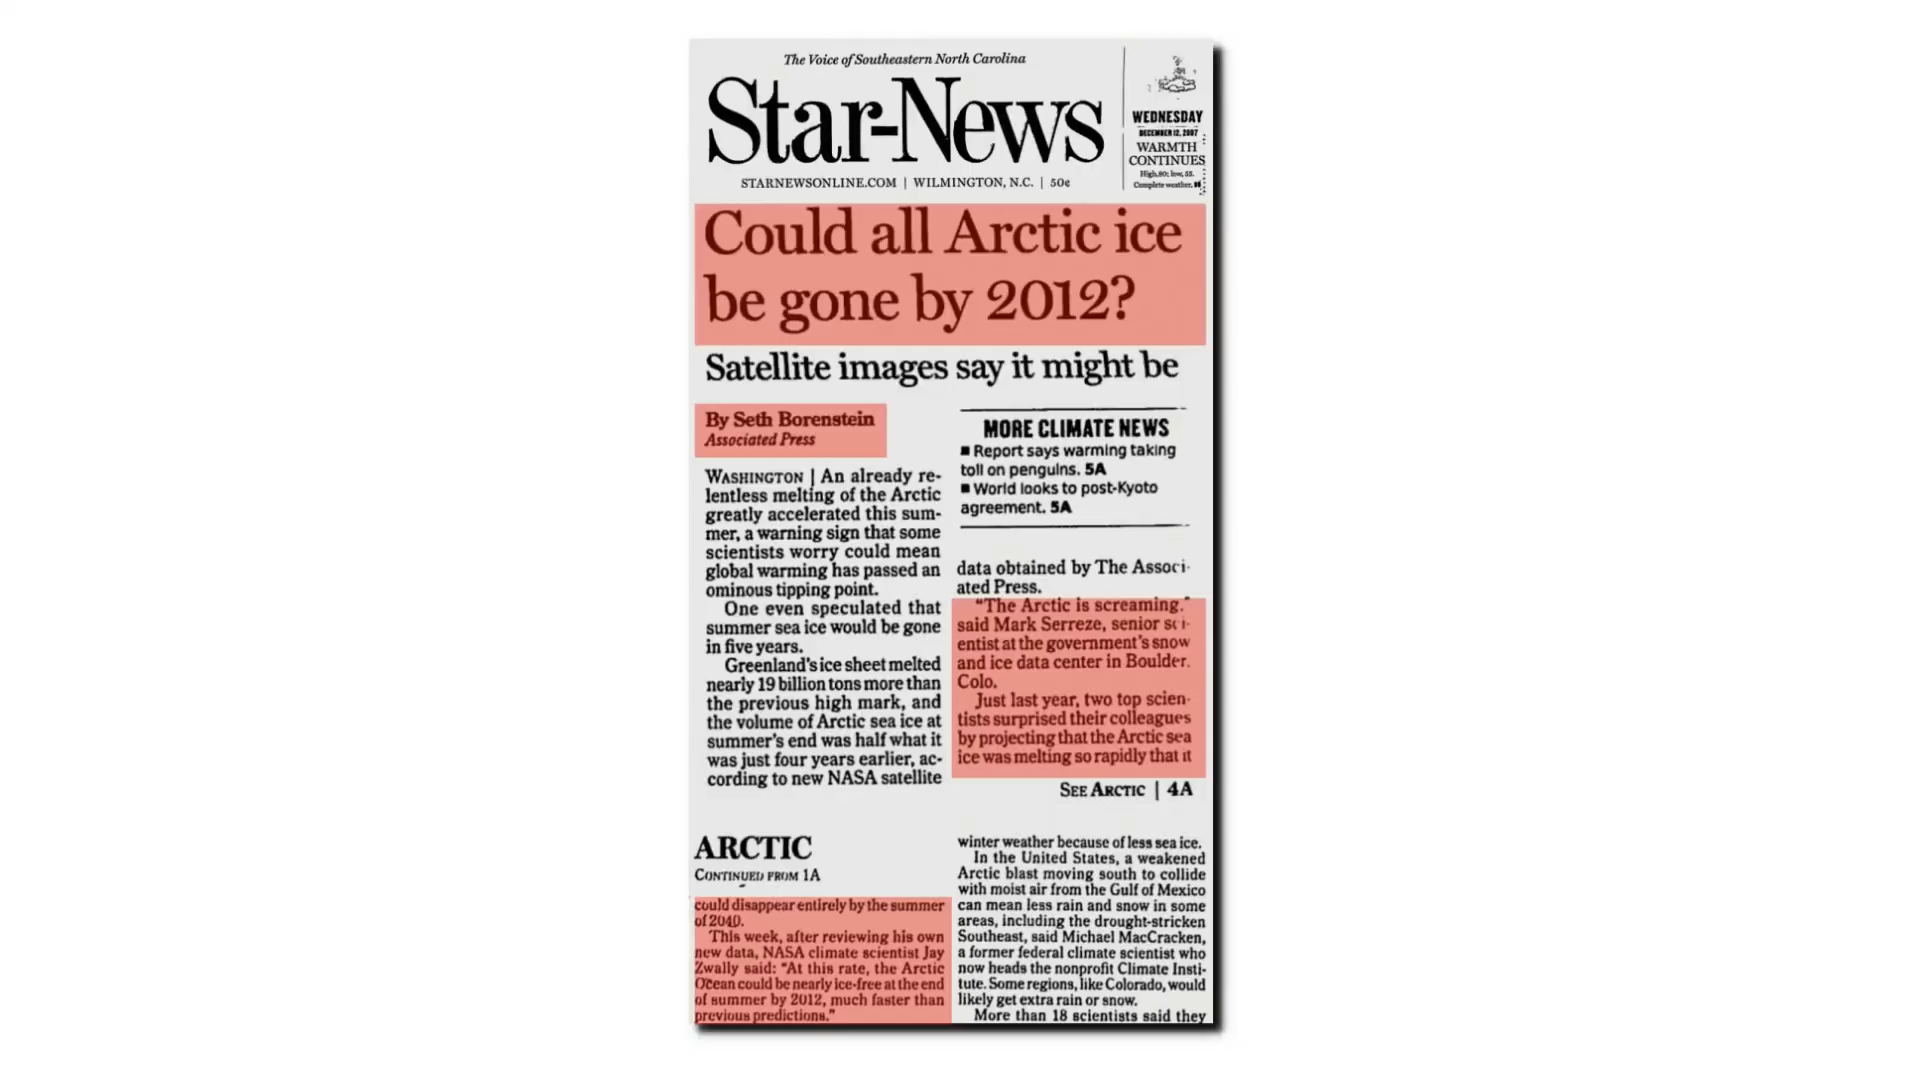 The Voice of Southeastern North Carolina
Star-News
STARNEWSONLINE.COM | WILMINGTON, N.C. | 50¢
WEDNESDAY
DECEMBER 12, 2007
WARMTH
CONTINUES
High, 80; low, 55.
Complete weather,
Could all Arctic ice
be gone by 2012?
Satellite images say it might be
By Seth Borenstein
Associated Press
WASHINGTON | An already re-
lentless melting of the Arctic
greatly accelerated this sum-
mer, a warning sign that some
scientists worry could mean
global warming has passed an
ominous tipping point.
One even speculated that
summer sea ice would be gone
in five years.
Greenland's ice sheet melted
nearly 19 billion tons more than
the previous high mark, and
the volume of Arctic sea ice at
summer's end was half what it
was just four years earlier, ac-
cording to new NASA satellite
MORE CLIMATE NEWS
■ Report says warming taking
toll on penguins. 5A
■ World looks to post-Kyoto
agreement. 5A
data obtained by The Associ-
ated Press.
"The Arctic is screaming,"
said Mark Serreze, senior sci-
entist at the government's snow
and ice data center in Boulder,
Colo.
Just last year, two top scien-
tists surprised their colleagues
by projecting that the Arctic sea
ice was melting so rapidly that it
SEE ARCTIC | 4A
ARCTIC
CONTINUED FROM 1A
could disappear entirely by the summer
of 2040.
This week, after reviewing his own
new data, NASA climate scientist Jay
Zwally said: "At this rate, the Arctic
Ocean could be nearly ice-free at the end
of summer by 2012, much faster than
previous predictions."
winter weather because of less sea ice.
In the United States, a weakened
Arctic blast moving south to collide
with moist air from the Gulf of Mexico
can mean less rain and snow in some
areas, including the drought-stricken
Southeast, said Michael MacCracken,
a former federal climate scientist who
now heads the nonprofit Climate Insti-
tute. Some regions, like Colorado, would
likely get extra rain or snow.
More than 18 scientists said they